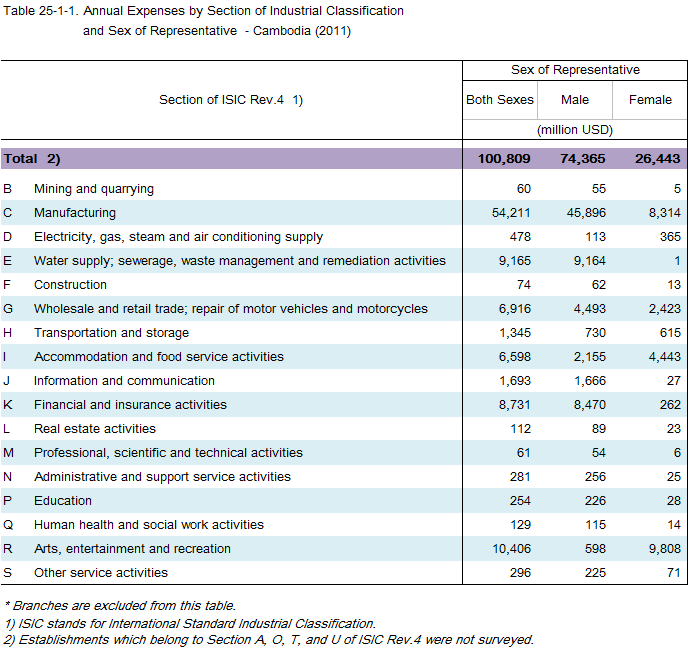 Table 25-1-1. Annual Expenses by Section of Industrial Classification
and Sex of Representative - Cambodia (2011)
Section of ISIC Rev.4 1)
Sex of Representative
Both Sexes Male Female
(million USD)
Total 2) 100,809 74,365 26,443
B Mining and quarrying 60 55 5
C Manufacturing 54,211 45,896 8,314
D Electricity, gas, steam and air conditioning supply 478 113 365
E Water supply; sewerage, waste management and remediation activities 9,165 9,164 1
F Construction 74 62 13
G Wholesale and retail trade; repair of motor vehicles and motorcycles 6,916 4,493 2,423
H Transportation and storage 1,345 730 615
I Accommodation and food service activities 6,598 2,155 4,443
J Information and communication 1,693 1,666 27
K Financial and insurance activities 8,731 8,470 262
L Real estate activities 112 89 23
M Professional, scientific and technical activities 61 54 6
N Administrative and support service activities 281 256 25
P Education 254 226 28
Q Human health and social work activities 129 115 14
R Arts, entertainment and recreation 10,406 598 9,808
S Other service activities 296 225 71
* Branches are excluded from this table.
1) ISIC stands for International Standard Industrial Classification.
2) Establishments which belong to Section A, O, T, and U of ISIC Rev.4 were not surveyed.